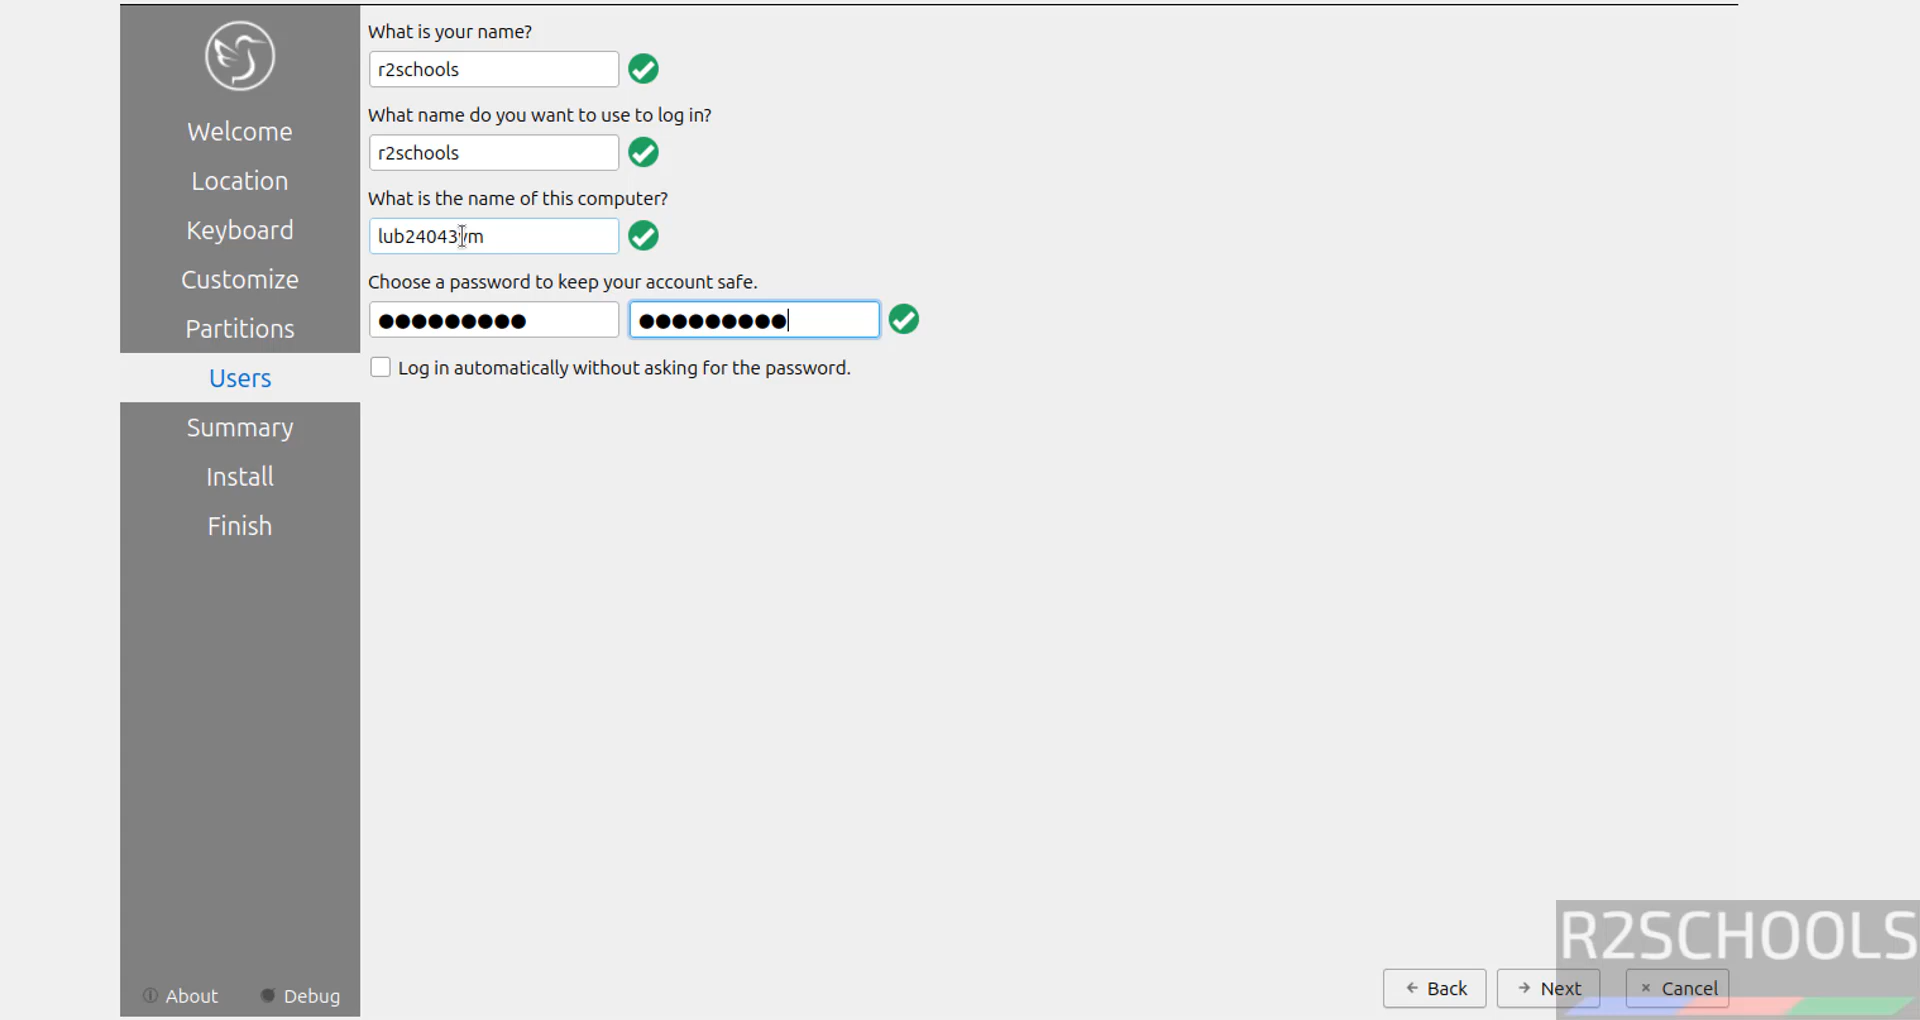 What is your name?
r2schools
What name do you want to use to log in?
r2schools
What is the name of this computer?
lub24043vm
Choose a password to keep your account safe.
●●●●●●●●● ●●●●●●●●●
Log in automatically without asking for the password.
Welcome
Location
Keyboard
Customize
Partitions
Users
Summary
Install
Finish
About Debug
Back Next Cancel
R2SCHOOLS